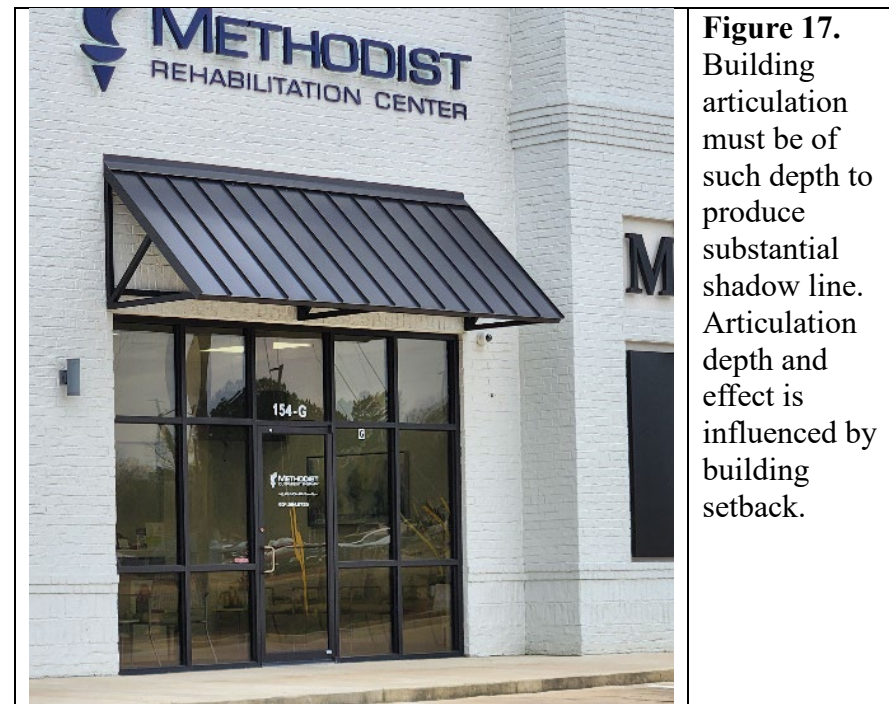 METHODIST
REHABILITATION CENTER
M
154-G
G
METHODIST
Figure 17.
Building
articulation
must be of
such depth to
produce
substantial
shadow line.
Articulation
depth and
effect is
influenced by
building
setback.